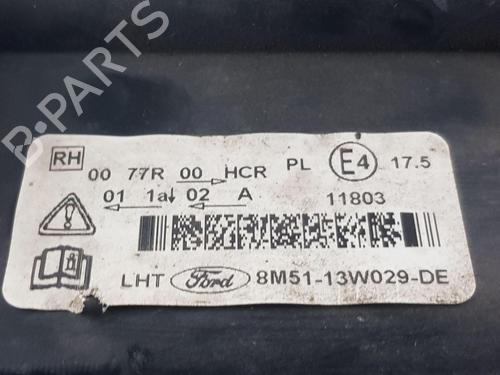 B-PARTS
RH
00 77R 00 HCR PL E4 17.5
01 1a 02 A 11803
LHT Ford 8M51-13W029-DE